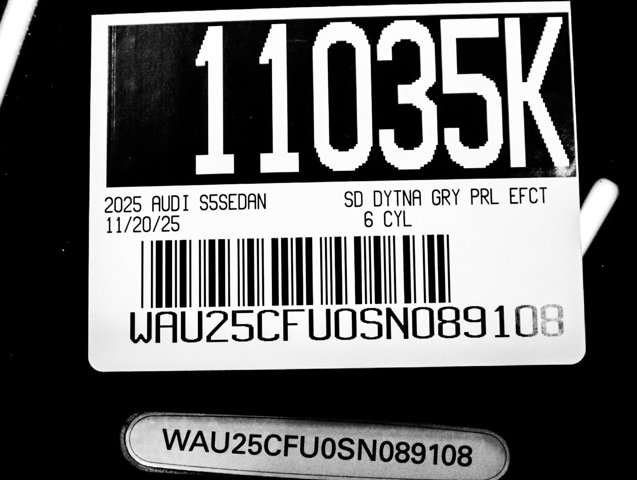 11035K
2025 AUDI S5SEDAN SD DYTNA GRY PRL EFCT
11/20/25 6 CYL
WAU25CFU0SN089108
WAU25CFU0SN089108